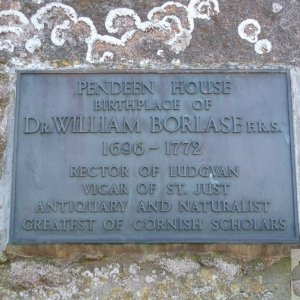 PENDEEN HOUSE
BIRTHPLACE OF
DR. WILLIAM BORLASE F.R.S.
1696 - 1772
RECTOR OF LUDGVAN
VICAR OF ST. JUST
ANTIQUARY AND NATURALIST
GREATEST OF CORNISH SCHOLARS